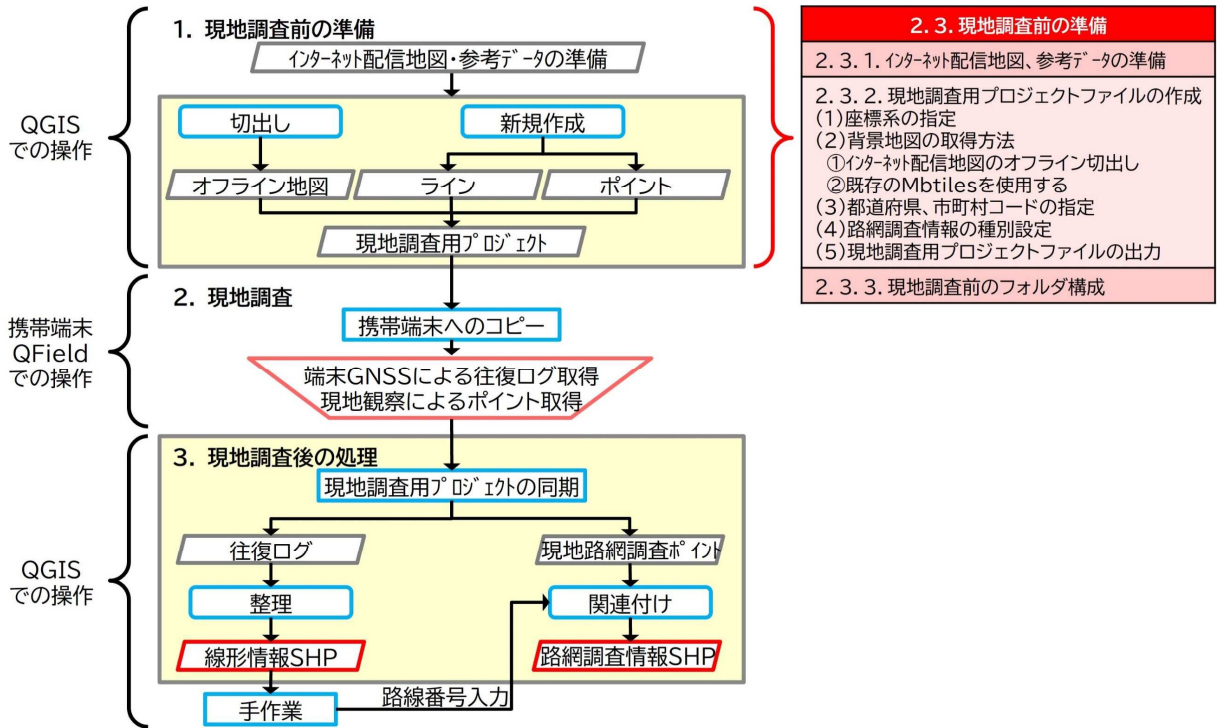 1. 現地調査前の準備
インターネット配信地図・参考データの準備
QGIS
での操作
切出し
新規作成
オフライン地図
ライン
ポイント
現地調査用プロジェクト
2. 現地調査
携帯端末
QField
での操作
携帯端末へのコピー
端末GNSSによる往復ログ取得
現地観察によるポイント取得
3. 現地調査後の処理
QGIS
での操作
現地調査用プロジェクトの同期
往復ログ
現地路網調査ポイント
整理
関連付け
線形情報SHP
路網調査情報SHP
手作業
路線番号入力
2.3.現地調査前の準備
2.3.1.インターネット配信地図、参考データの準備
2.3.2.現地調査用プロジェクトファイルの作成
(1)座標系の指定
(2)背景地図の取得方法
①インターネット配信地図のオフライン切出し
②既存のMbtilesを使用する
(3)都道府県、市町村コードの指定
(4)路網調査情報の種別設定
(5)現地調査用プロジェクトファイルの出力
2.3.3.現地調査前のフォルダ構成